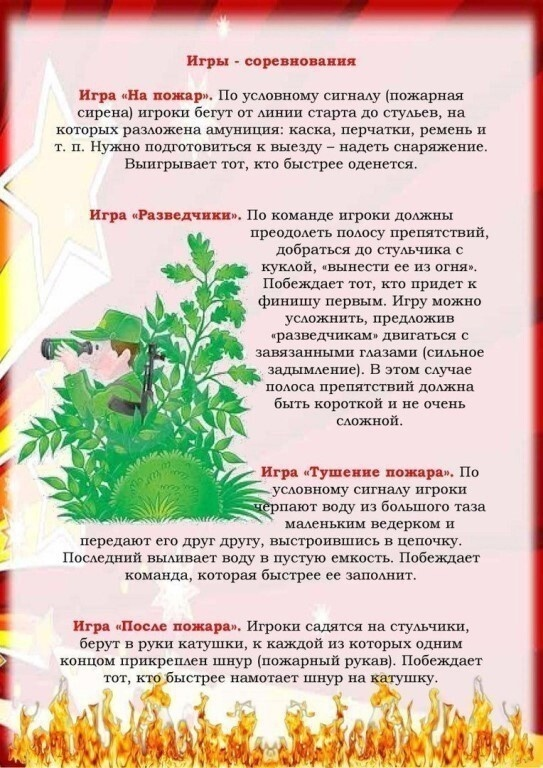 Игры - соревнования
Игра «На пожар». По условному сигналу (пожарная
сирена) игроки бегут от линии старта до стульев, на
которых разложена амуниция: каска, перчатки, ремень и
т. п. Нужно подготовиться к выезду – надеть снаряжение.
Выигрывает тот, кто быстрее оденется.
Игра «Разведчики». По команде игроки должны
преодолеть полосу препятствий,
добраться до стульчика с
куклой, «вынести ее из огня».
Побеждает тот, кто придет к
финишу первым. Игру можно
усложнить, предложив
«разведчикам» двигаться с
завязанными глазами (сильное
задымление). В этом случае
полоса препятствий должна
быть короткой и не очень
сложной.
Игра «Тушение пожара». По
условному сигналу игроки
черпают воду из большого таза
маленьким ведерком и
передают его друг другу, выстроившись в цепочку.
Последний выливает воду в пустую емкость. Побеждает
команда, которая быстрее ее заполнит.
Игра «После пожара». Игроки садятся на стульчики,
берут в руки катушки, к каждой из которых одним
концом прикреплен шнур (пожарный рукав). Побеждает
тот, кто быстрее намотает шнур на катушку.